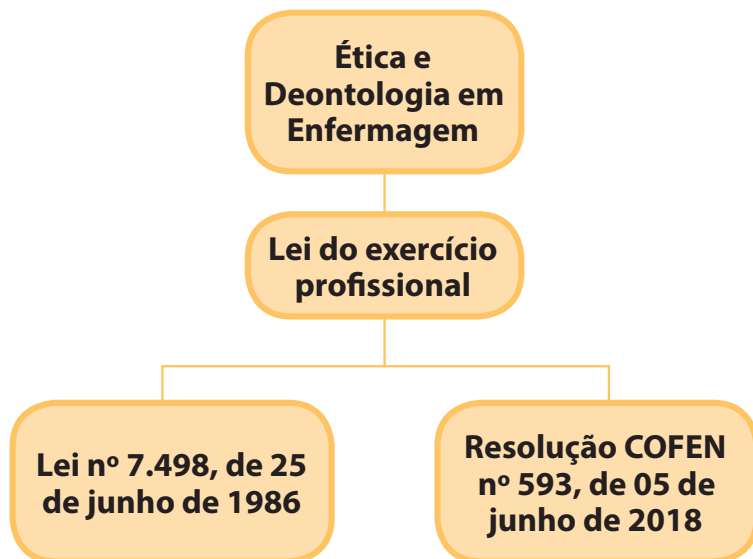 Ética e
Deontologia em
Enfermagem
Lei do exercício
profissional
Lei nº 7.498, de 25
de junho de 1986
Resolução COFEN
nº 593, de 05 de
junho de 2018